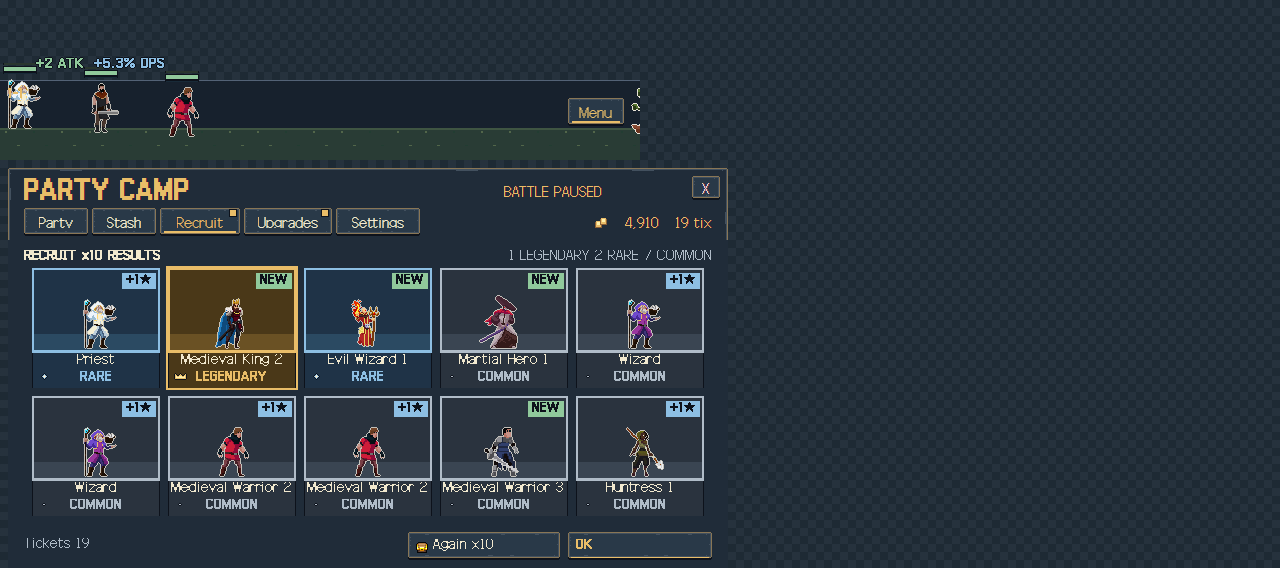 +2 ATK +5.3% DPS
Menu
PARTY CAMP
BATTLE PAUSED
X
Party Stash Recruit Upgrades Settings
4,910 19 tix
RECRUIT x10 RESULTS
1 LEGENDARY 2 RARE 7 COMMON
+1★ NEW NEW NEW +1★
Priest Medieval King 2 Evil Wizard 1 Martial Hero 1 Wizard
RARE LEGENDARY RARE COMMON COMMON
+1★ +1★ +1★ NEW +1★
Wizard Medieval Warrior 2 Medieval Warrior 2 Medieval Warrior 3 Huntress 1
COMMON COMMON COMMON COMMON COMMON
Tickets 19
Again x10 OK